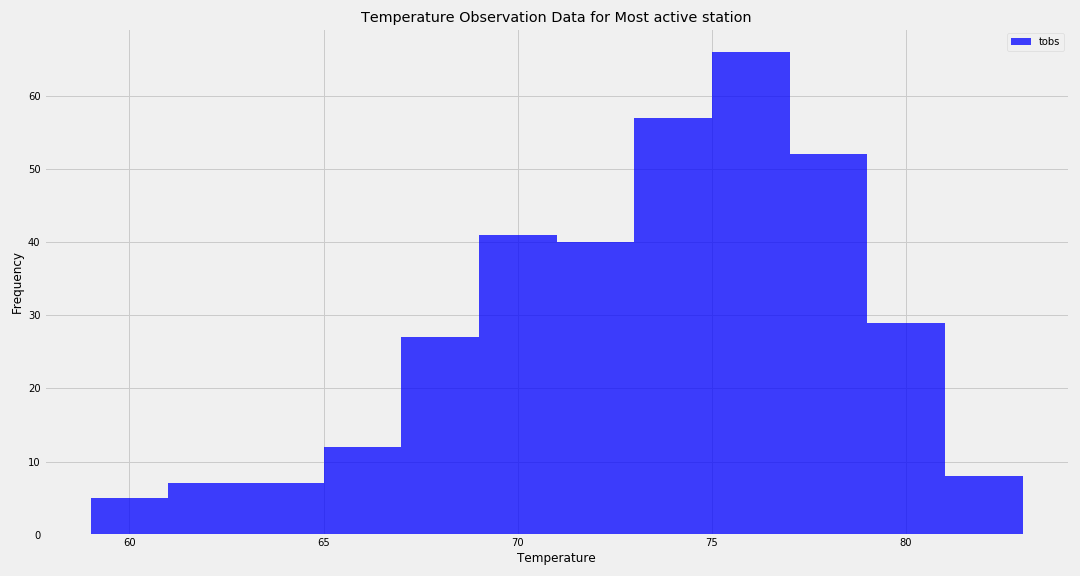 Temperature Observation Data for Most active station
tobs
Frequency
60
50
40
30
20
10
0
60 65 70 75 80
Temperature